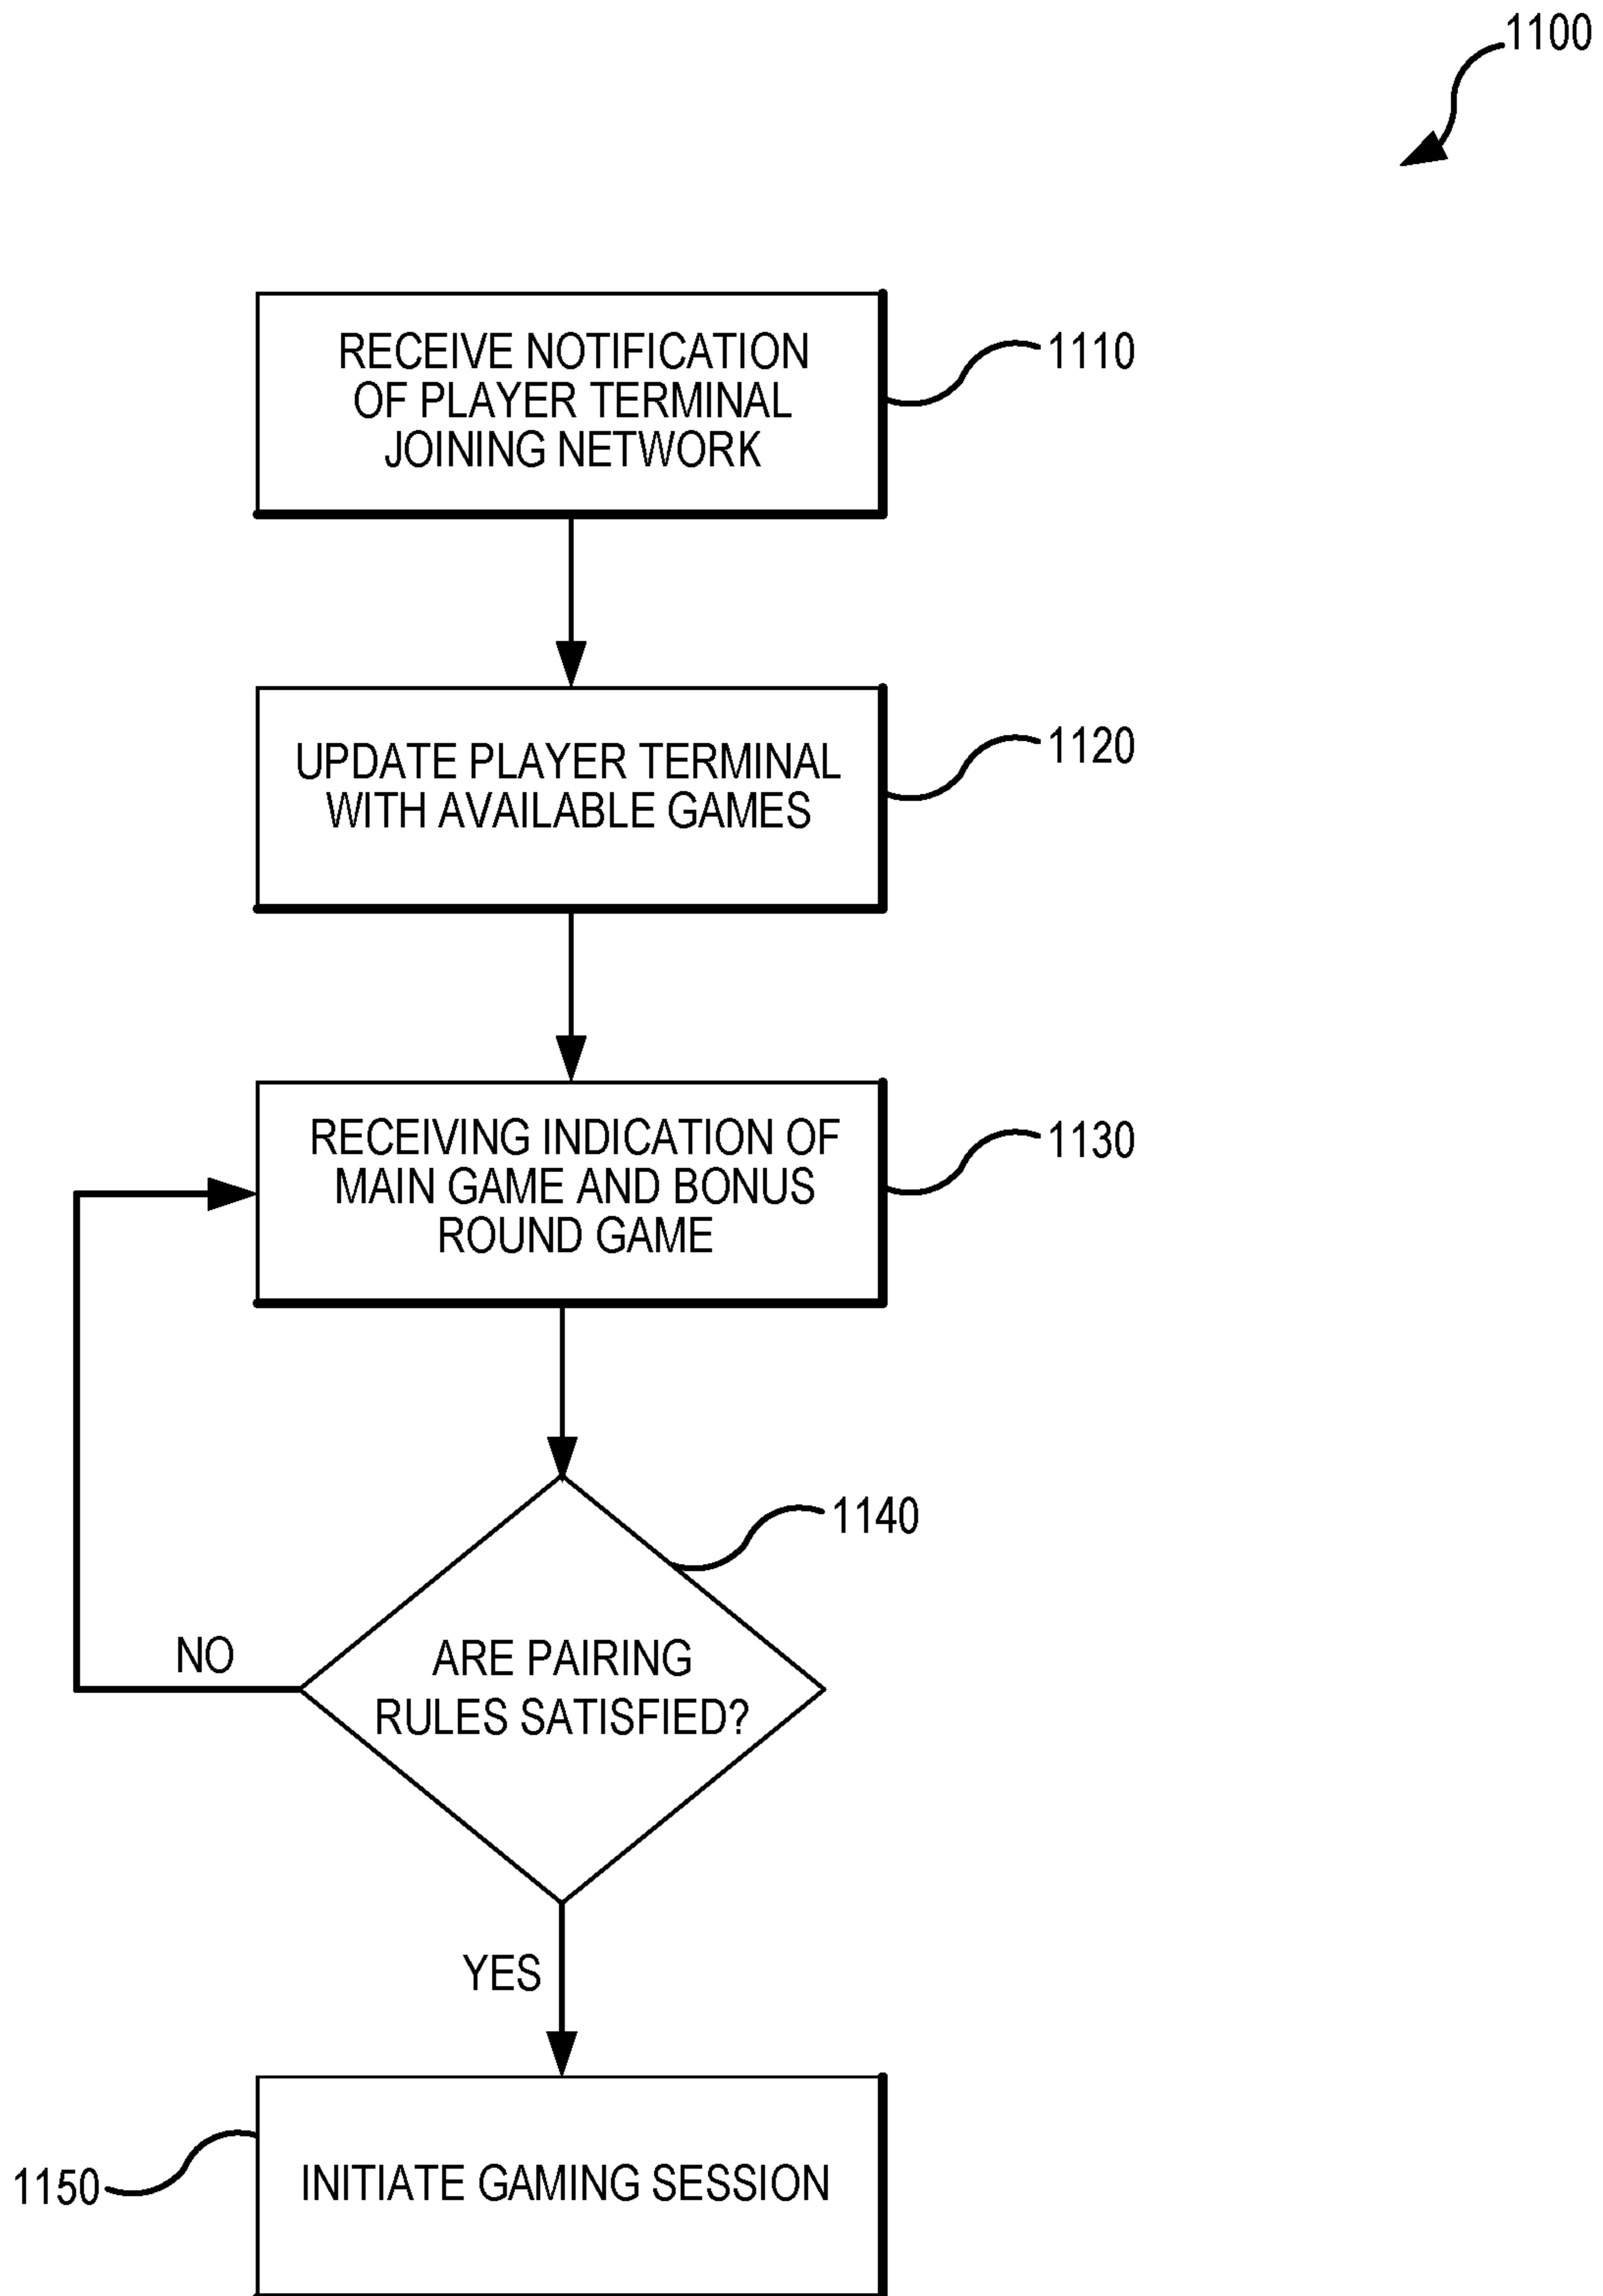 1100
RECEIVE NOTIFICATION
OF PLAYER TERMINAL
JOINING NETWORK
1110
UPDATE PLAYER TERMINAL
WITH AVAILABLE GAMES
1120
RECEIVING INDICATION OF
MAIN GAME AND BONUS
ROUND GAME
1130
1140
ARE PAIRING
RULES SATISFIED?
NO
YES
1150
INITIATE GAMING SESSION